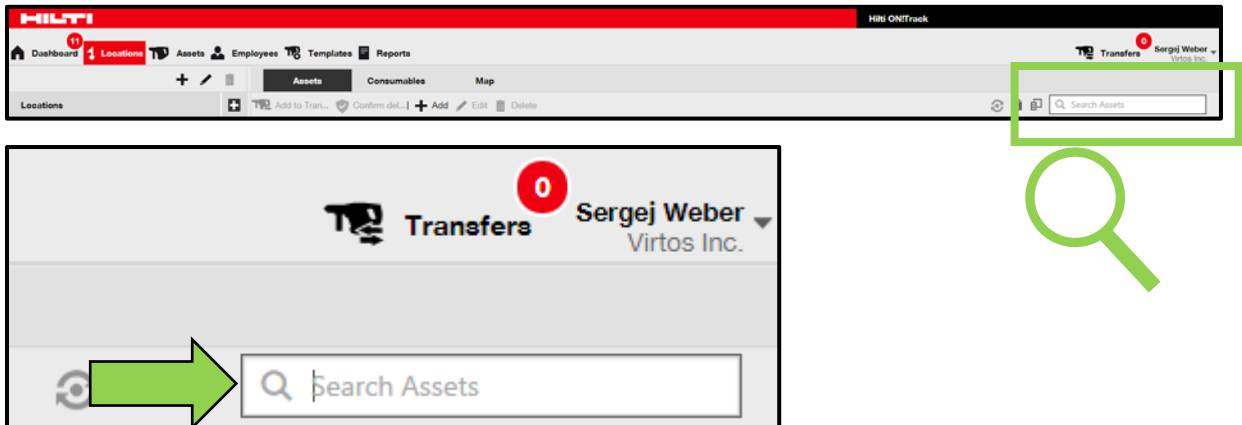 HILTI
Hilti ON!Track
11
Dashboard Locations Assets Employees Templates Reports
0
Transfers Sergej Weber
Virtos Inc.
Assets Consumables Map
Locations
Add to Tran... Confirm del... Add Edit Delete
Search Assets
0
Transfers Sergej Weber
Virtos Inc.
Search Assets